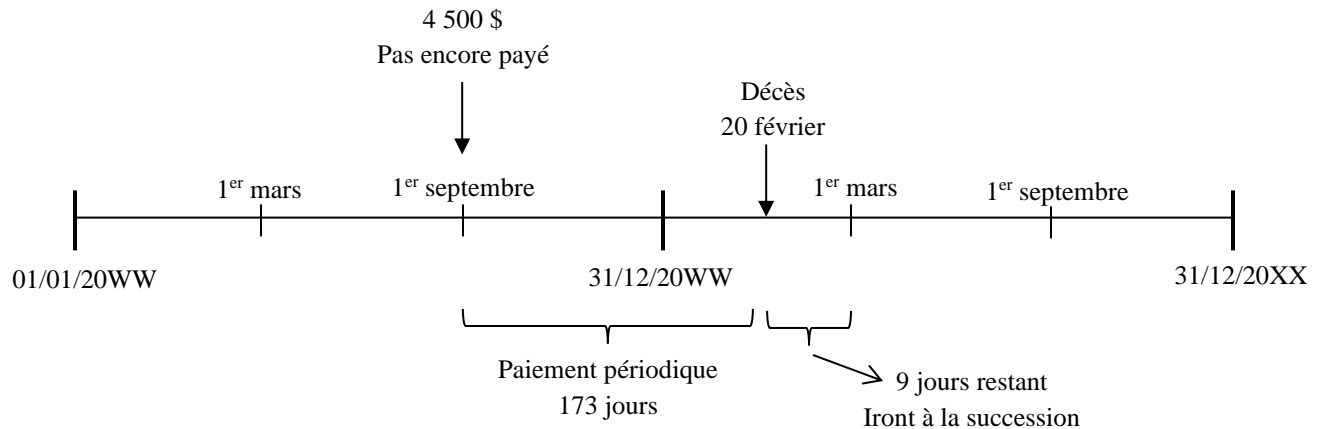 4 500 $
Pas encore payé
Décès
20 février
1er mars
1er septembre
1er mars
1er septembre
01/01/20WW
31/12/20WW
31/12/20XX
Paiement périodique
173 jours
9 jours restant
Iront à la succession